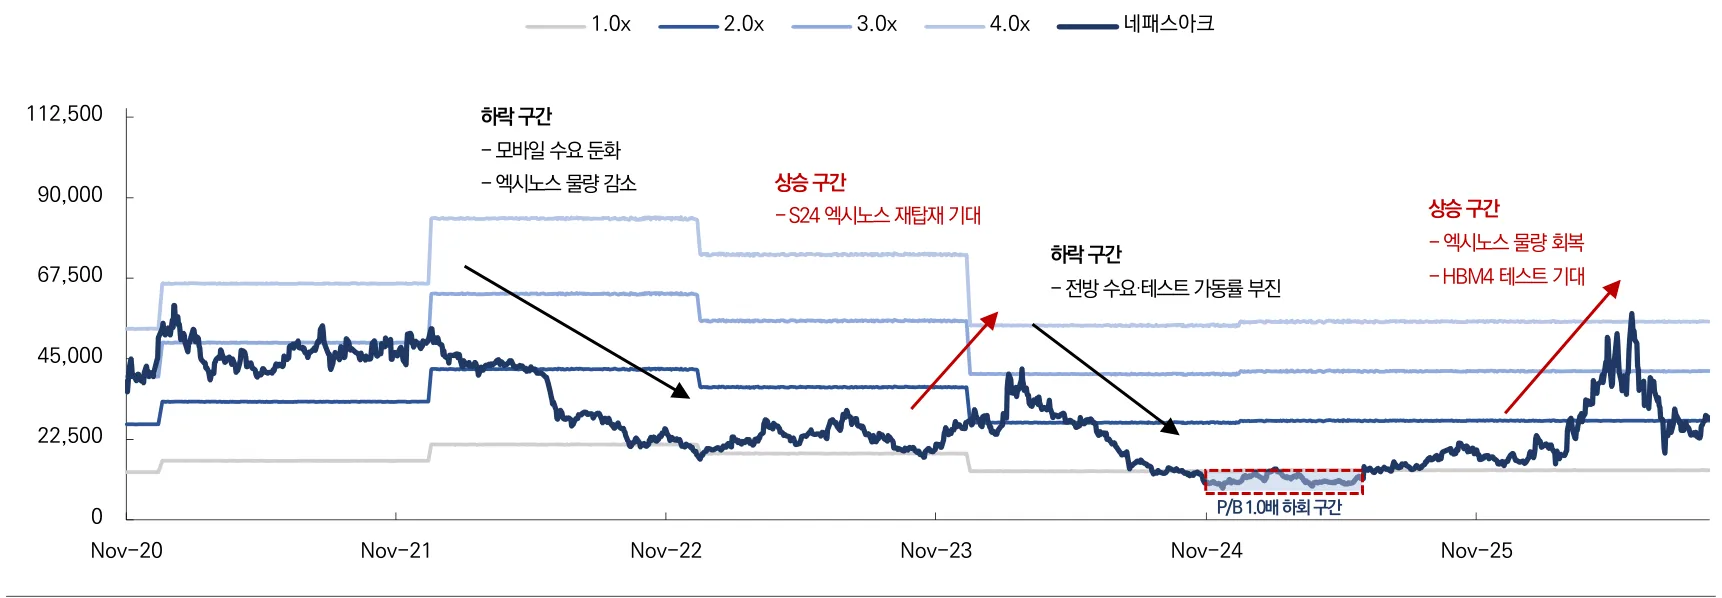 1.0x 2.0x 3.0x 4.0x 네패스아크
112,500
90,000
67,500
45,000
22,500
0
하락 구간
- 모바일 수요 둔화
- 엑시노스 물량 감소
상승 구간
- S24 엑시노스 재탑재 기대
하락 구간
- 전방 수요·테스트 가동률 부진
상승 구간
- 엑시노스 물량 회복
- HBM4 테스트 기대
P/B 1.0배 하회 구간
Nov-20 Nov-21 Nov-22 Nov-23 Nov-24 Nov-25